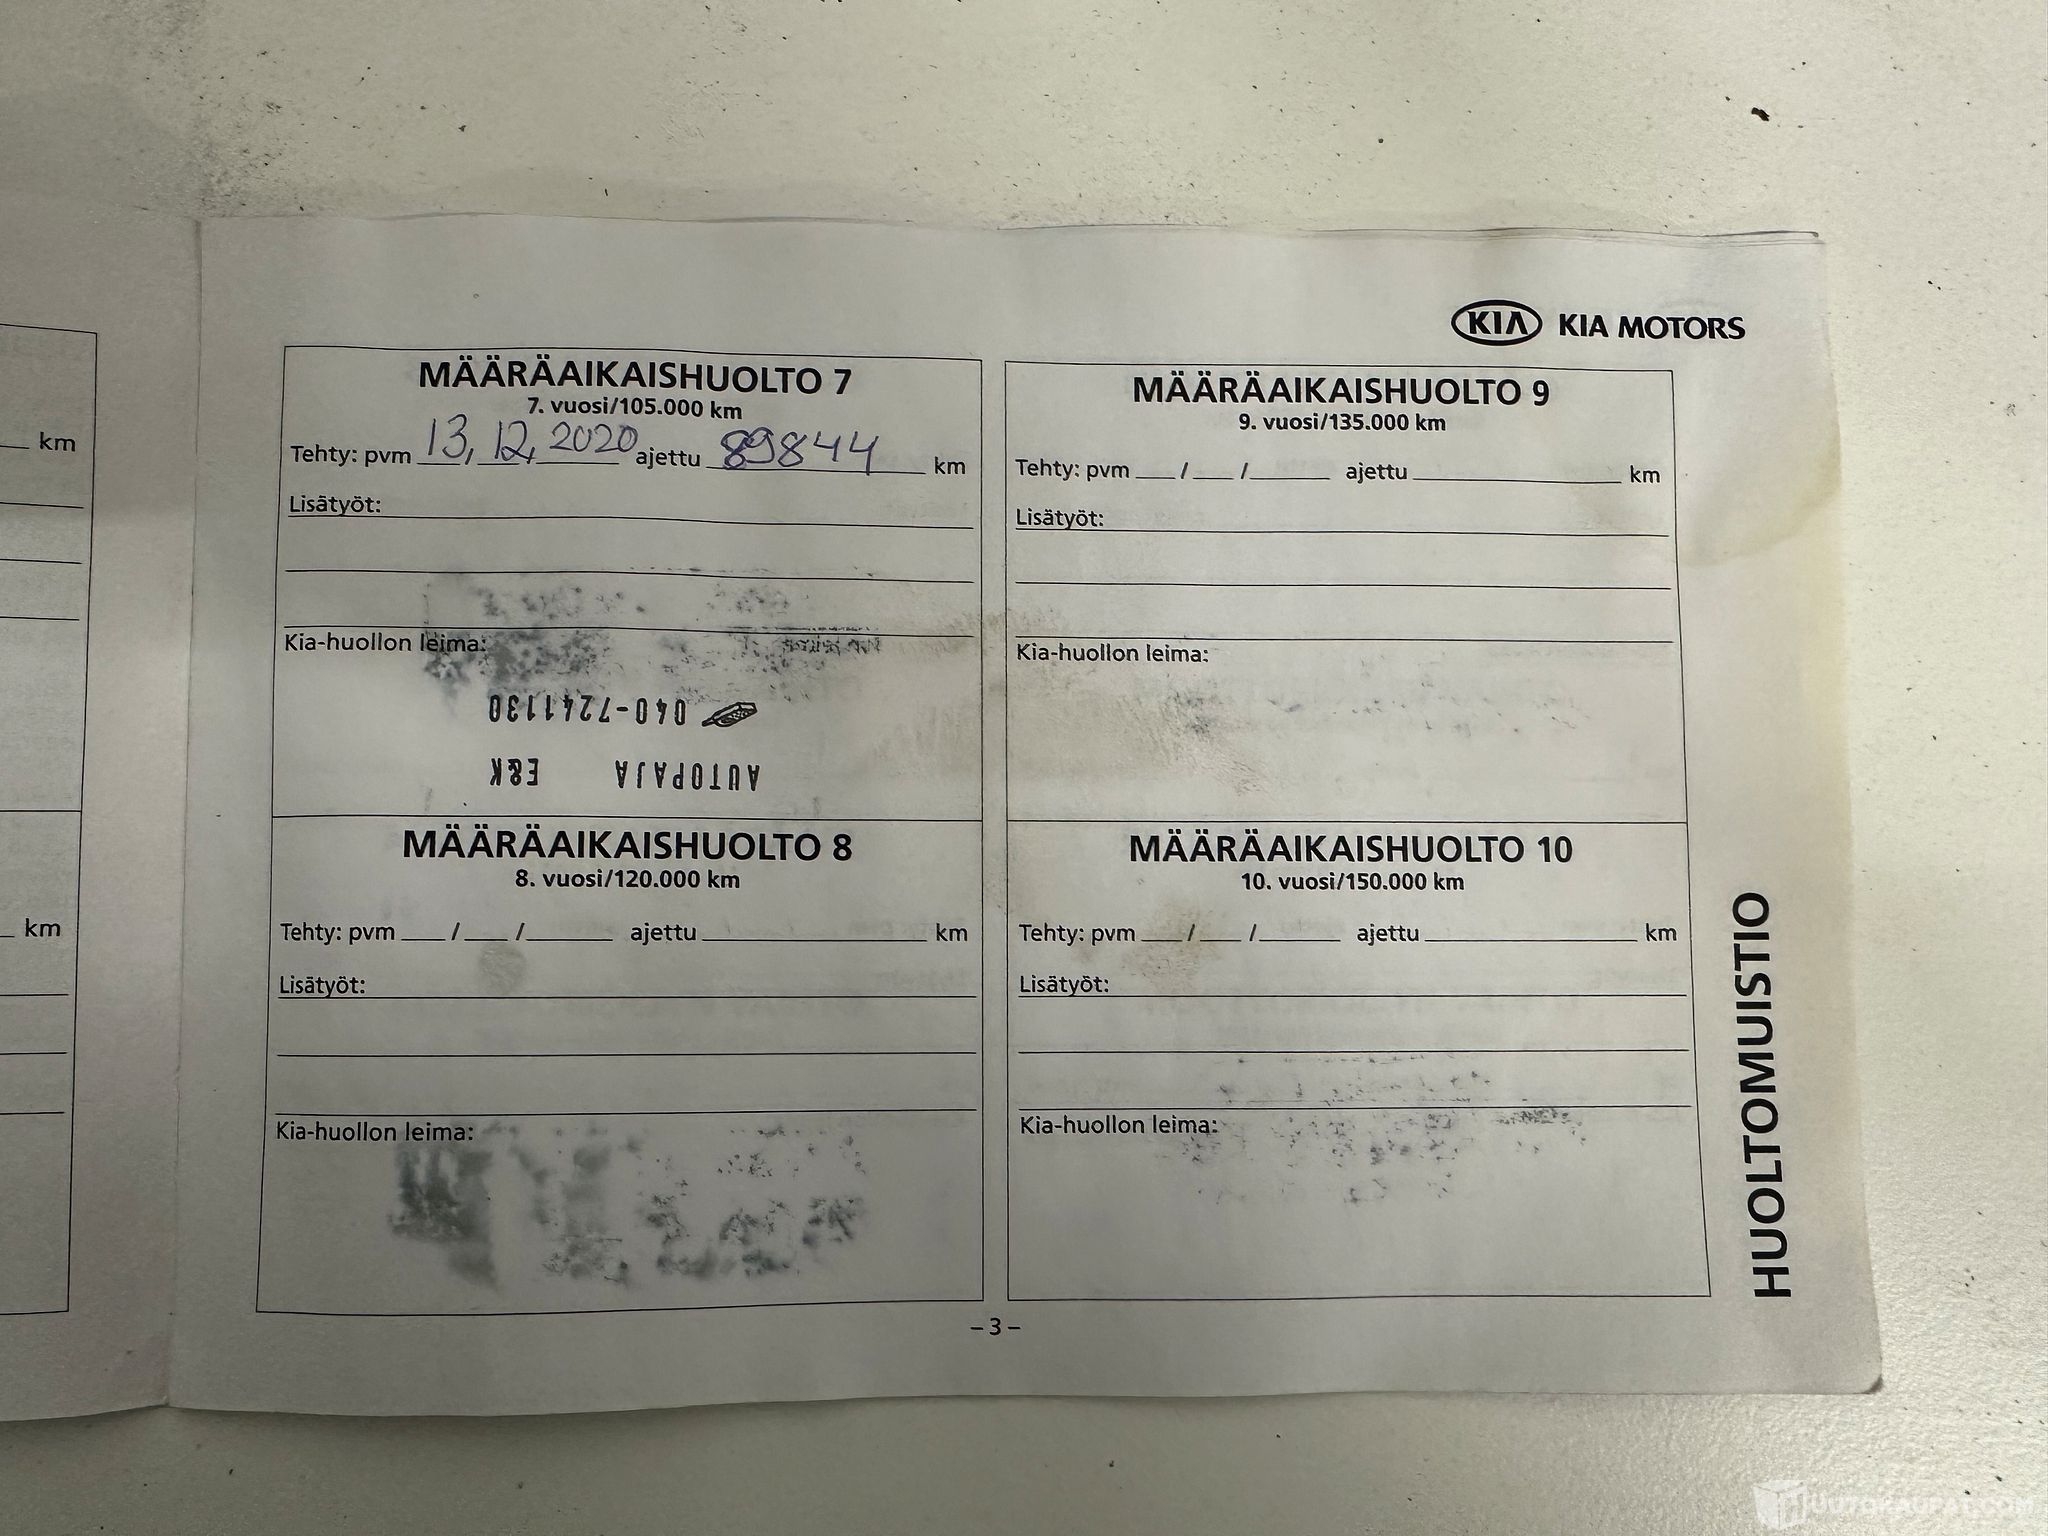 km
km
KIA KIA MOTORS
MÄÄRÄAIKAISHUOLTO 7
7. vuosi/105.000 km
Tehty: pvm 13, 12, 2020 ajettu 89844 km
Lisätyöt:
Kia-huollon leima:
040-7241130
AUTOPAJA E&K
MÄÄRÄAIKAISHUOLTO 8
8. vuosi/120.000 km
Tehty: pvm / / ajettu km
Lisätyöt:
Kia-huollon leima:
MÄÄRÄAIKAISHUOLTO 9
9. vuosi/135.000 km
Tehty: pvm / / ajettu km
Lisätyöt:
Kia-huollon leima:
MÄÄRÄAIKAISHUOLTO 10
10. vuosi/150.000 km
Tehty: pvm / / ajettu km
Lisätyöt:
Kia-huollon leima:
HUOLTOMUISTIO
– 3 –
HUUTOKAUPAT.COM